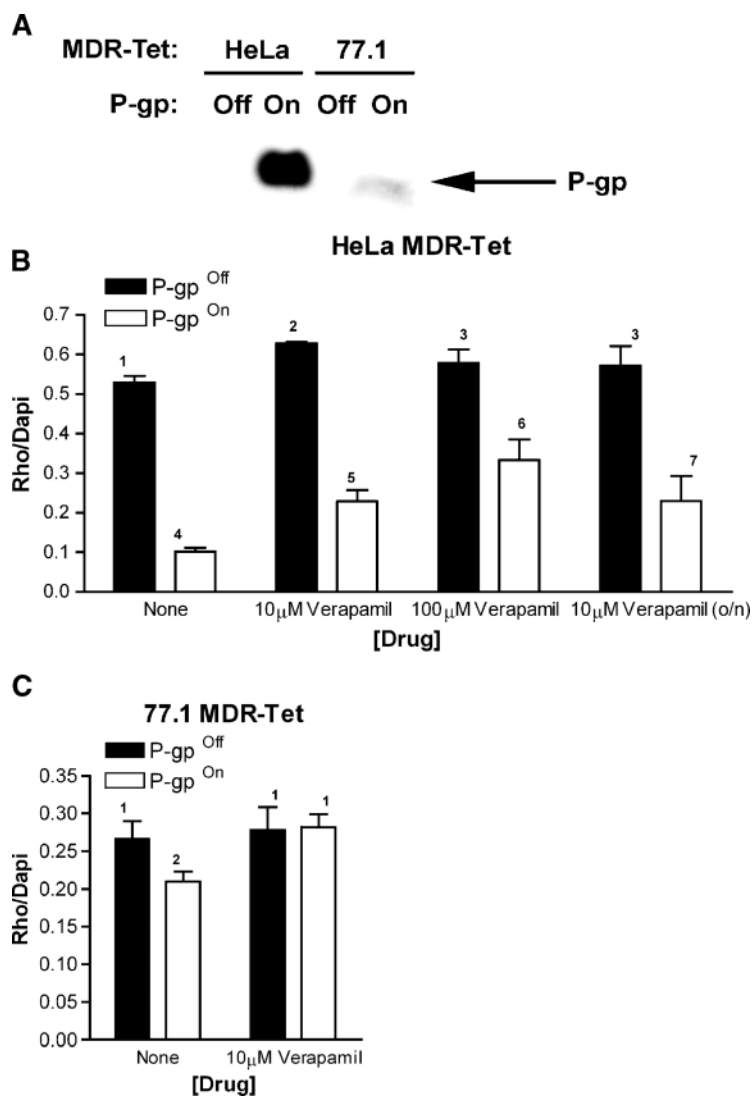 A
MDR-Tet: HeLa 77.1
P-gp: Off On Off On
P-gp
HeLa MDR-Tet
B
P-gp Off
P-gp On
0.7
0.6
0.5
0.4
0.3
0.2
0.1
0.0
Rho/Dapi
1
4
2
5
3
6
3
7
None 10μM Verapamil 100μM Verapamil 10μM Verapamil (o/n)
[Drug]
C
77.1 MDR-Tet
P-gp Off
P-gp On
0.35
0.30
0.25
0.20
0.15
0.10
0.05
0.00
Rho/Dapi
1
2
1
1
None 10μM Verapamil
[Drug]